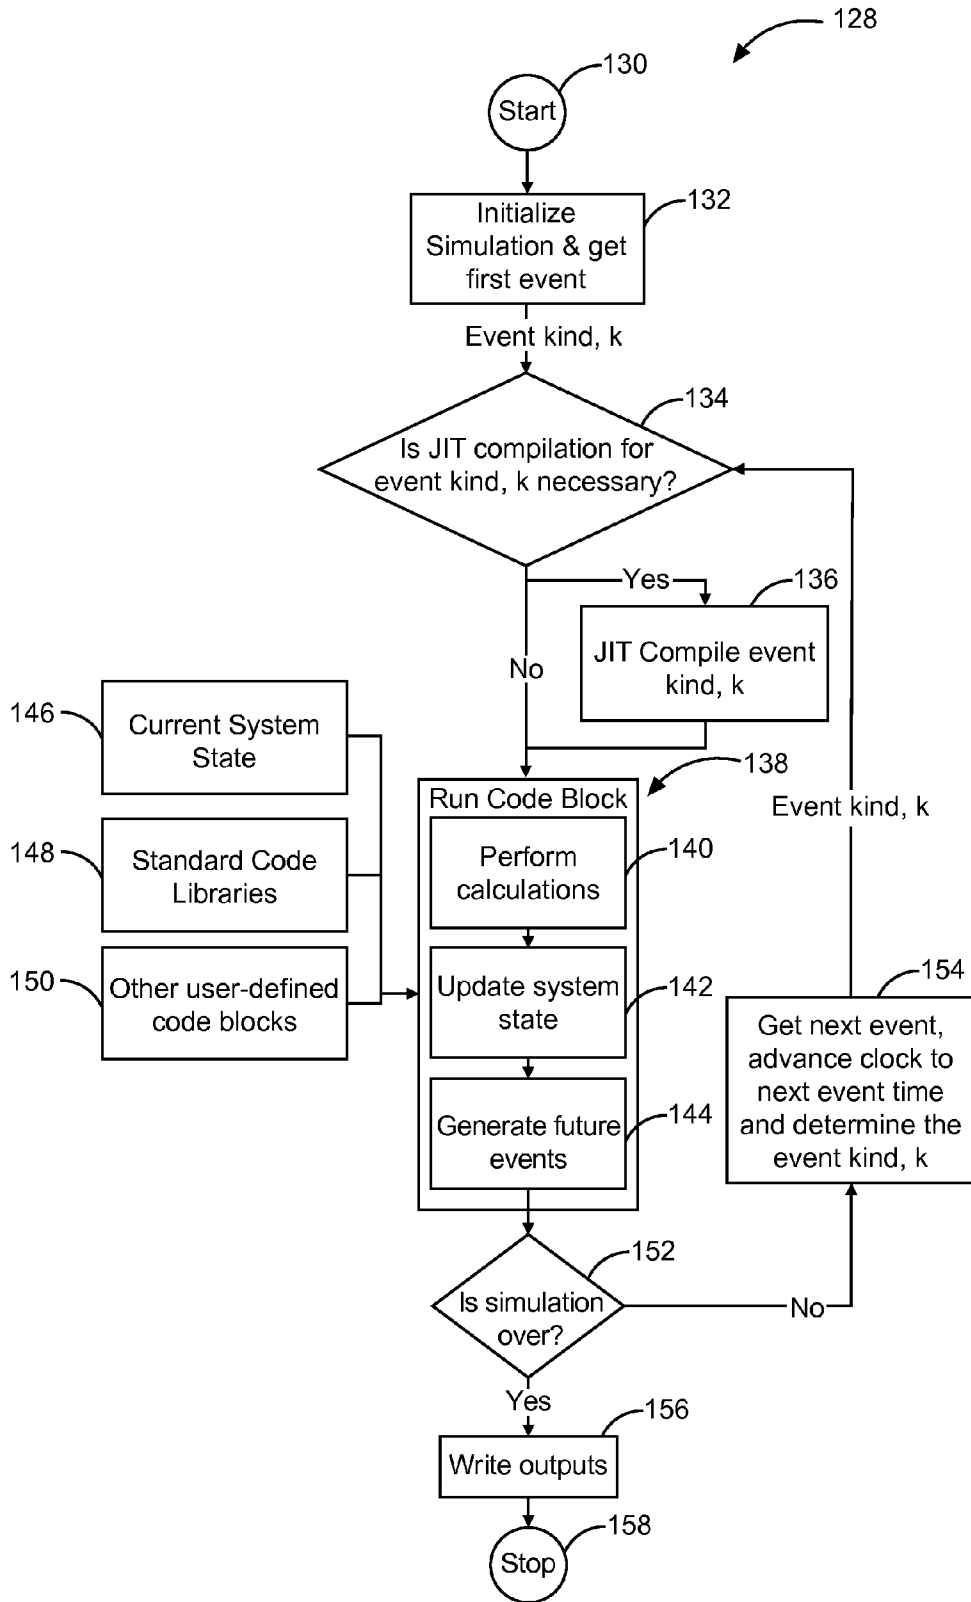 128
130
Start
132
Initialize
Simulation & get
first event
Event kind, k
134
Is JIT compilation for
event kind, k necessary?
Yes
136
JIT Compile event
kind, k
No
146
Current System
State
138
Run Code Block
Event kind, k
148
Standard Code
Libraries
Perform
calculations
140
150
Other user-defined
code blocks
Update system
state
142
154
Get next event,
advance clock to
next event time
and determine the
event kind, k
Generate future
events
144
152
Is simulation
over?
No
Yes
156
Write outputs
158
Stop